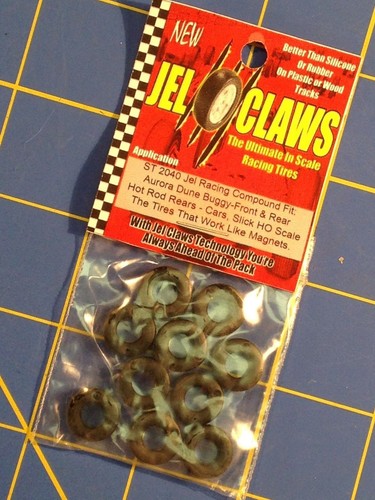 NEW
Better Than Silicone
Or Rubber
On Plastic or Wood
Tracks
JEL CLAWS
The Ultimate In Scale
Racing Tires
Application
ST 2040 Jel Racing Compound Fit:
Aurora Dune Buggy-Front & Rear
Hot Rod Rears - Cars, Slick HO Scale
The Tires That Work Like Magnets.
With Jel Claws Technology You're
Always Ahead Of The Pack